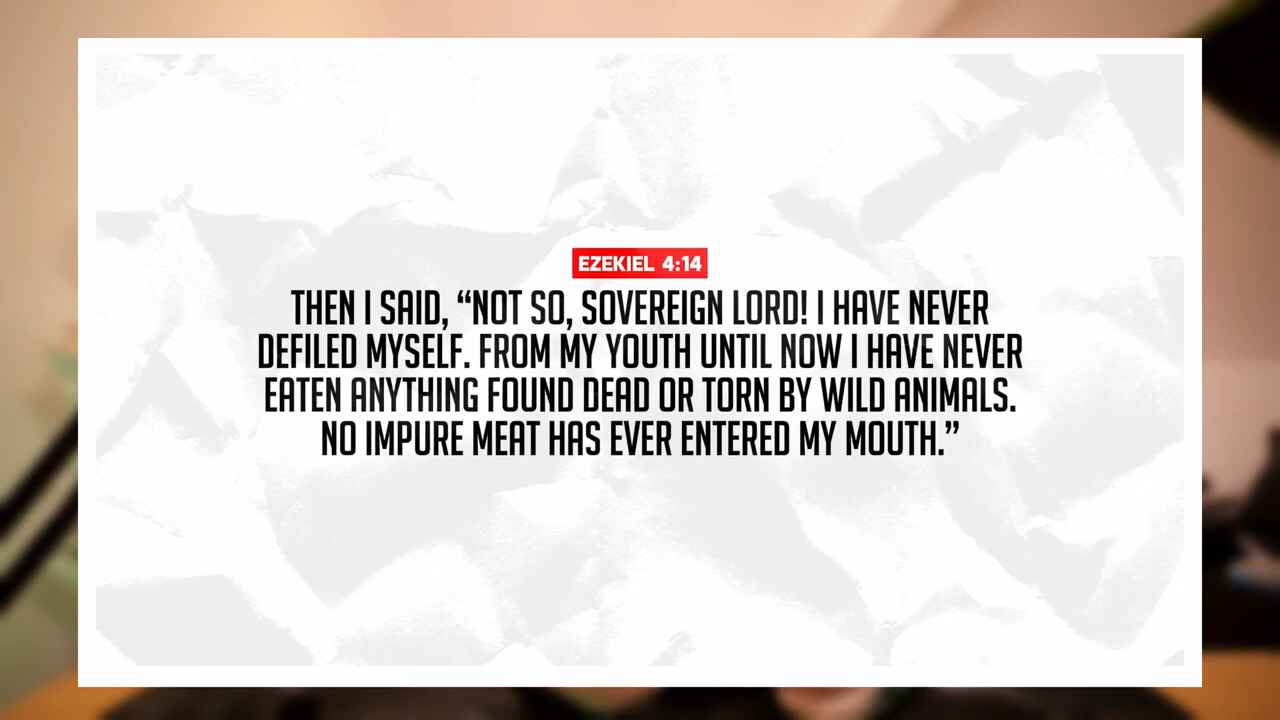 EZEKIEL 4:14
THEN I SAID, “NOT SO, SOVEREIGN LORD! I HAVE NEVER
DEFILED MYSELF. FROM MY YOUTH UNTIL NOW I HAVE NEVER
EATEN ANYTHING FOUND DEAD OR TORN BY WILD ANIMALS.
NO IMPURE MEAT HAS EVER ENTERED MY MOUTH.”